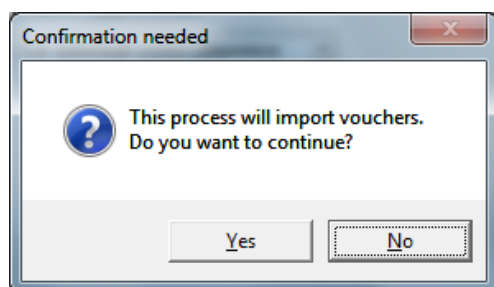 Confirmation needed
This process will import vouchers.
Do you want to continue?
Yes
No